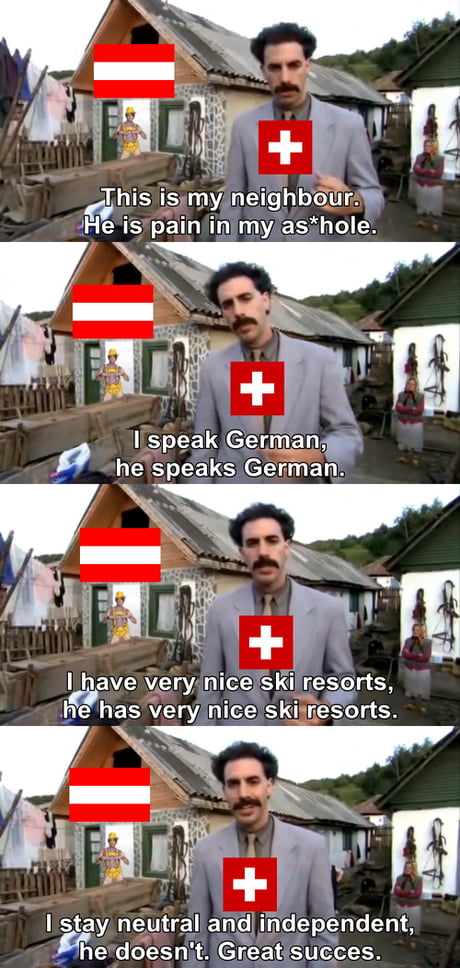 This is my neighbour.
He is pain in my as*hole.
I speak German,
he speaks German.
I have very nice ski resorts,
he has very nice ski resorts.
I stay neutral and independent,
he doesn't. Great succes.